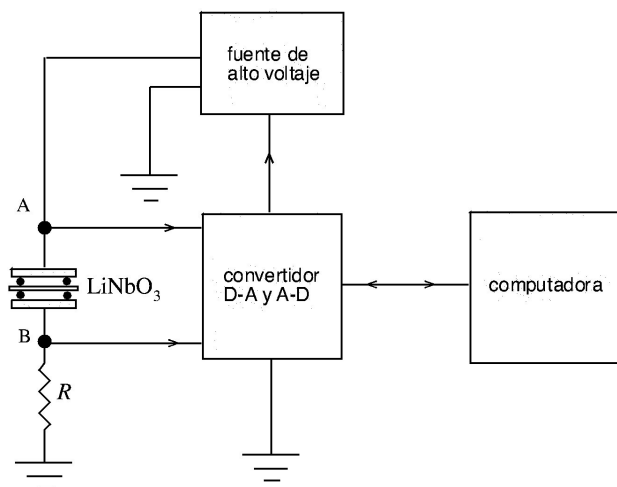 fuente de
alto voltaje
A
LiNbO₃
convertidor
D-A y A-D
computadora
B
R